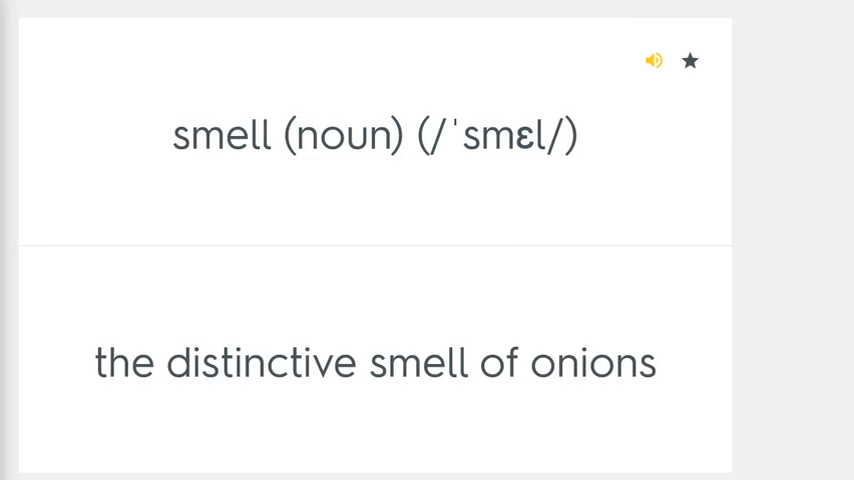 smell (noun) (/ˈsmɛl/)
the distinctive smell of onions